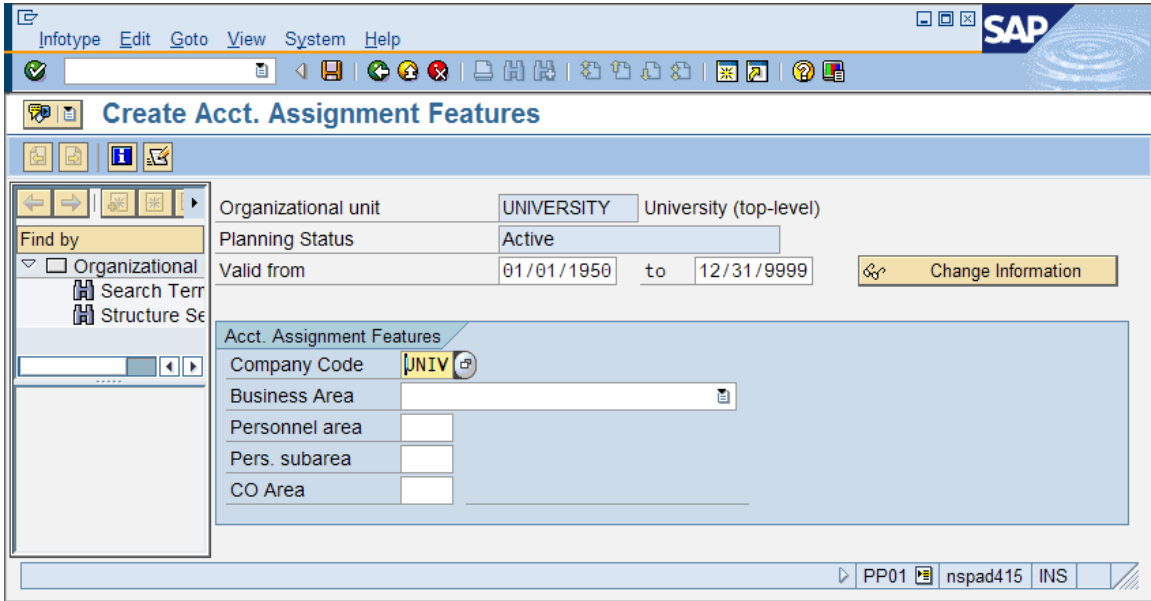 SAP
Infotype Edit Goto View System Help
Create Acct. Assignment Features
Find by
Organizational
Search Terr
Structure Se
Organizational unit UNIVERSITY University (top-level)
Planning Status Active
Valid from 01/01/1950 to 12/31/9999 Change Information
Acct. Assignment Features
Company Code UNIV
Business Area
Personnel area
Pers. subarea
CO Area
PP01 nspad415 INS